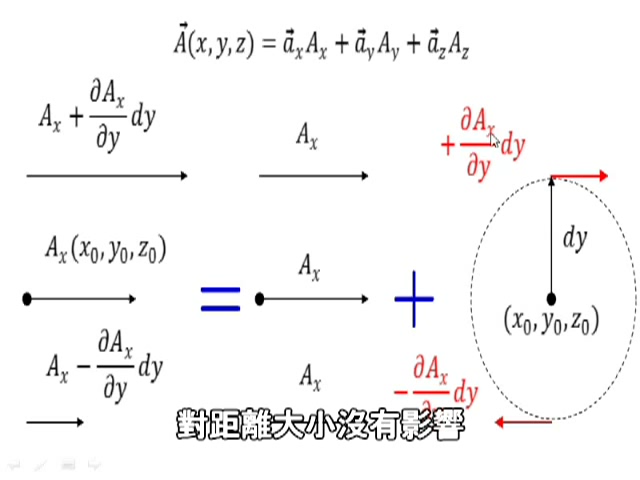 A⃗(x,y,z) = a⃗ₓAₓ + a⃗ᵧAᵧ + a⃗_zA_z
Aₓ + ∂Aₓ/∂y dy
Aₓ
+ ∂Aₓ/∂y dy
dy
Aₓ(x₀,y₀,z₀)
=
Aₓ
+
(x₀,y₀,z₀)
Aₓ − ∂Aₓ/∂y dy
Aₓ
− ∂Aₓ/ dy
對距離大小沒有影響